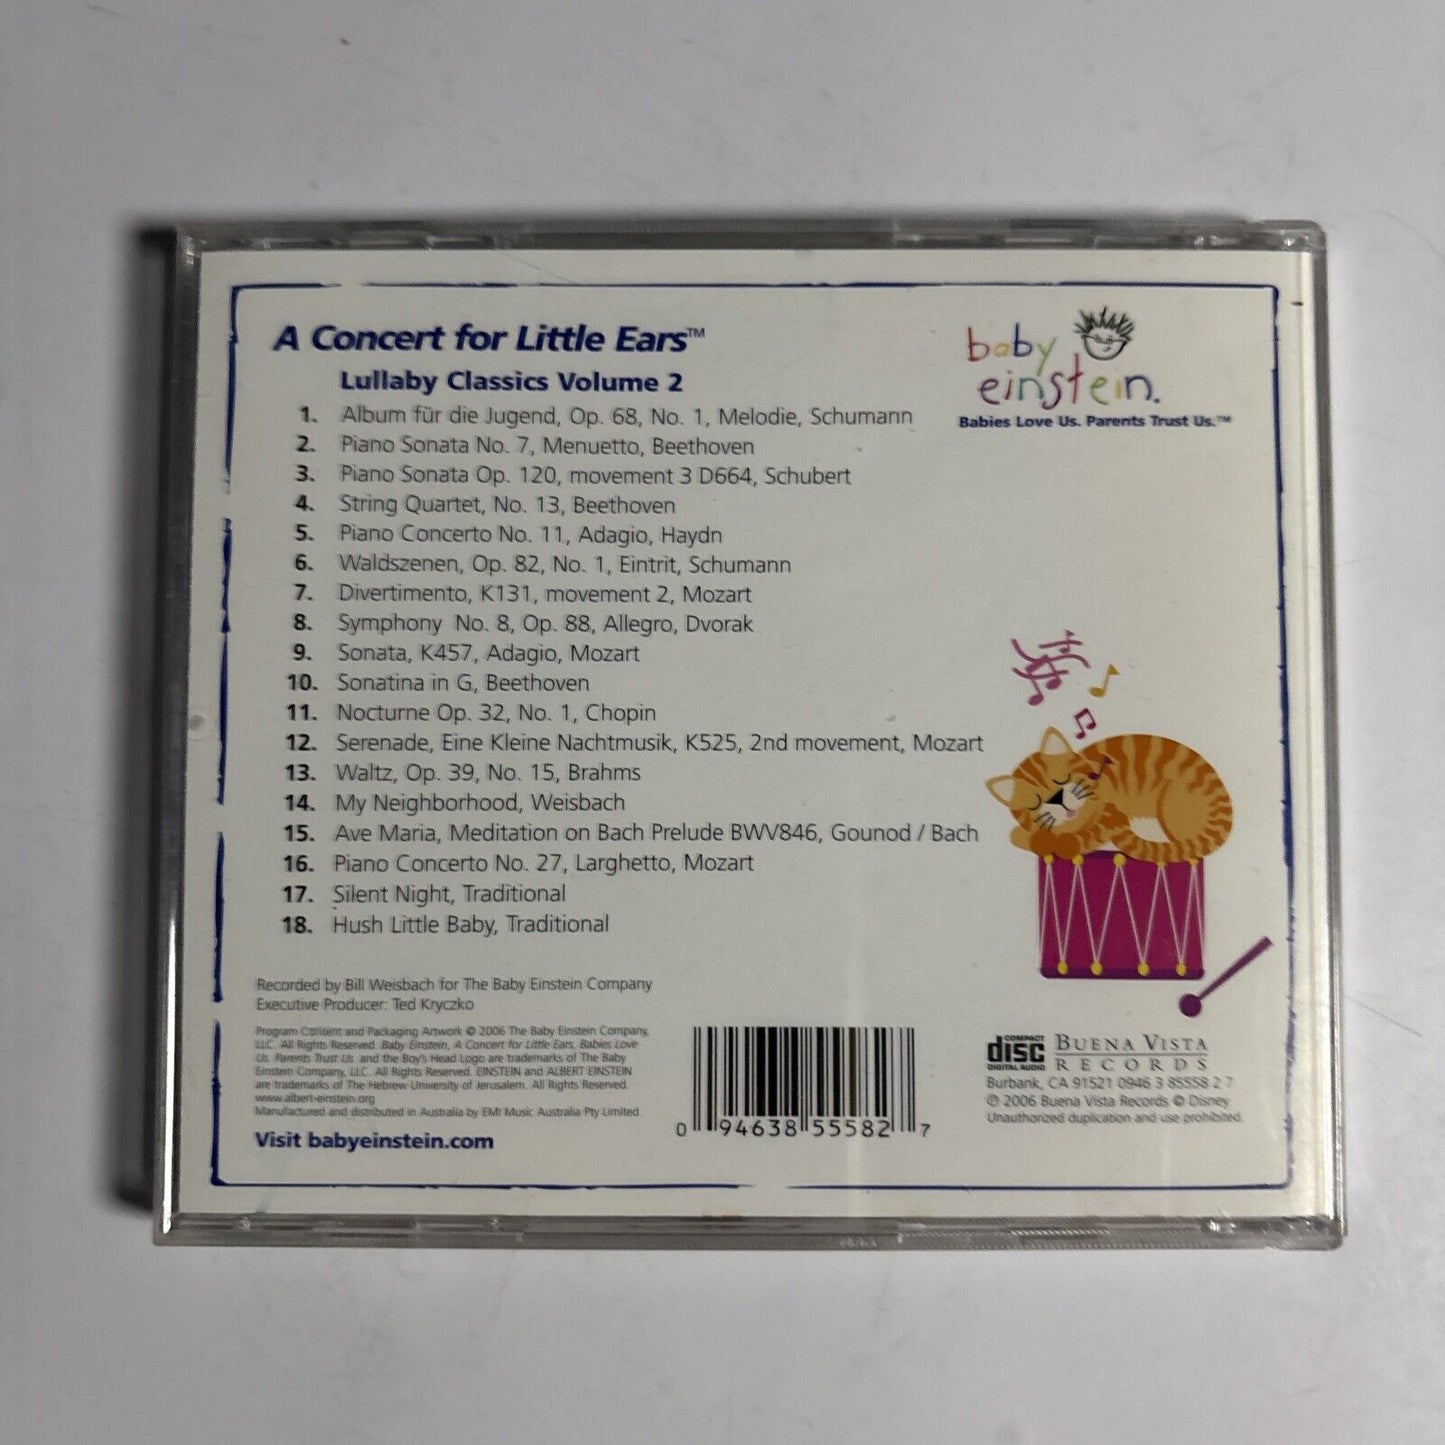 A Concert for Little Ears™
Lullaby Classics Volume 2
baby
einstein.
Babies Love Us. Parents Trust Us.™
1. Album für die Jugend, Op. 68, No. 1, Melodie, Schumann
2. Piano Sonata No. 7, Menuetto, Beethoven
3. Piano Sonata Op. 120, movement 3 D664, Schubert
4. String Quartet, No. 13, Beethoven
5. Piano Concerto No. 11, Adagio, Haydn
6. Waldszenen, Op. 82, No. 1, Eintrit, Schumann
7. Divertimento, K131, movement 2, Mozart
8. Symphony No. 8, Op. 88, Allegro, Dvorak
9. Sonata, K457, Adagio, Mozart
10. Sonatina in G, Beethoven
11. Nocturne Op. 32, No. 1, Chopin
12. Serenade, Eine Kleine Nachtmusik, K525, 2nd movement, Mozart
13. Waltz, Op. 39, No. 15, Brahms
14. My Neighborhood, Weisbach
15. Ave Maria, Meditation on Bach Prelude BWV846, Gounod / Bach
16. Piano Concerto No. 27, Larghetto, Mozart
17. Silent Night, Traditional
18. Hush Little Baby, Traditional
Recorded by Bill Weisbach for The Baby Einstein Company
Executive Producer: Ted Kryczko
Program Content and Packaging Artwork © 2006 The Baby Einstein Company,
LLC. All Rights Reserved. Baby Einstein, A Concert for Little Ears, Babies Love
Us. Parents Trust Us. and the Boy's Head Logo are trademarks of The Baby
Einstein Company, LLC. All Rights Reserved. EINSTEIN and ALBERT EINSTEIN
are trademarks of The Hebrew University of Jerusalem. All Rights Reserved.
www.albert-einstein.org
Manufactured and distributed in Australia by EMI Music Australia Pty Limited.
Visit babyeinstein.com
0 94638 55582 7
COMPACT
disc
DIGITAL AUDIO
BUENA VISTA
RECORDS
Burbank, CA 91521 0946 3 85558 2 7
℗ 2006 Buena Vista Records © Disney
Unauthorized duplication and use prohibited.